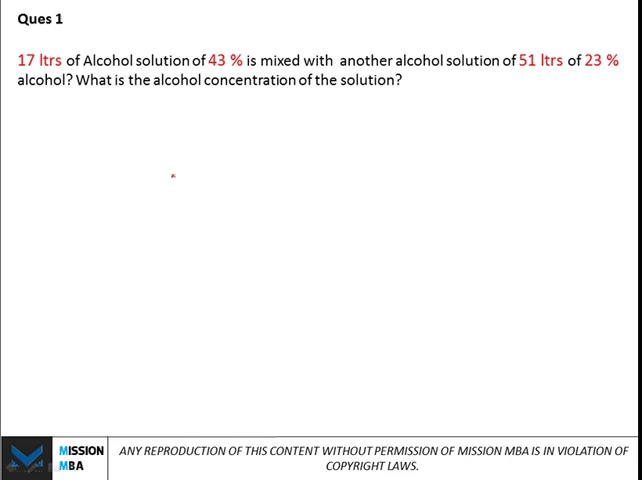 Ques 1
17 ltrs of Alcohol solution of 43 % is mixed with another alcohol solution of 51 ltrs of 23 %
alcohol? What is the alcohol concentration of the solution?
MISSION
MBA
ANY REPRODUCTION OF THIS CONTENT WITHOUT PERMISSION OF MISSION MBA IS IN VIOLATION OF
COPYRIGHT LAWS.